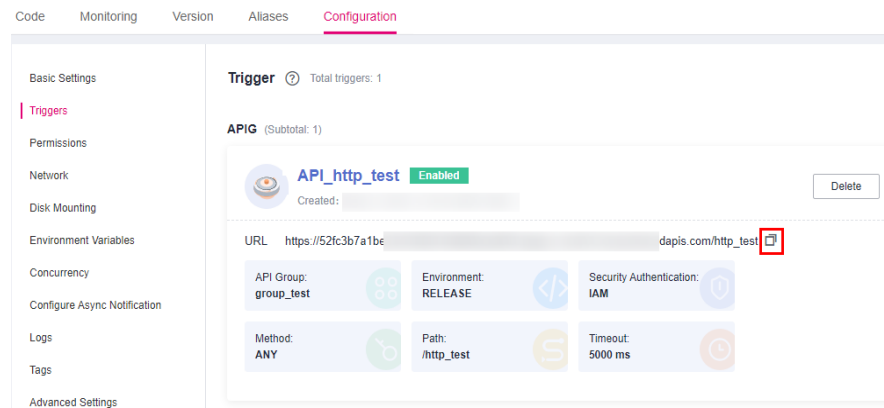 Code Monitoring Version Aliases Configuration
Basic Settings
Triggers
Permissions
Network
Disk Mounting
Environment Variables
Concurrency
Configure Async Notification
Logs
Tags
Advanced Settings
Trigger ? Total triggers: 1
APIG (Subtotal: 1)
API_http_test Enabled
Created:
Delete
URL https://52fc3b7a1be dapis.com/http_test
API Group:
group_test
Environment:
RELEASE
Security Authentication:
IAM
Method:
ANY
Path:
/http_test
Timeout:
5000 ms